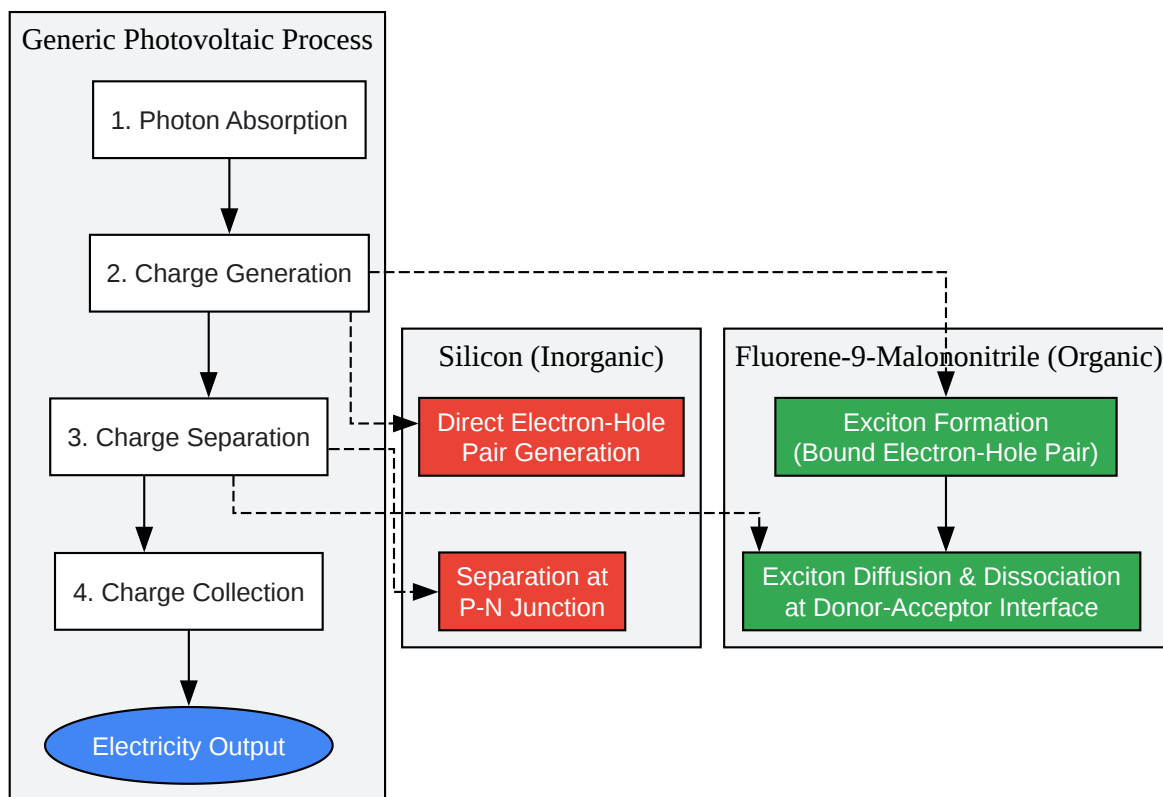 Generic Photovoltaic Process
1. Photon Absorption
2. Charge Generation
3. Charge Separation
4. Charge Collection
Electricity Output
Silicon (Inorganic)
Direct Electron-Hole
Pair Generation
Separation at
P-N Junction
Fluorene-9-Malononitrile (Organic)
Exciton Formation
(Bound Electron-Hole Pair)
Exciton Diffusion & Dissociation
at Donor-Acceptor Interface